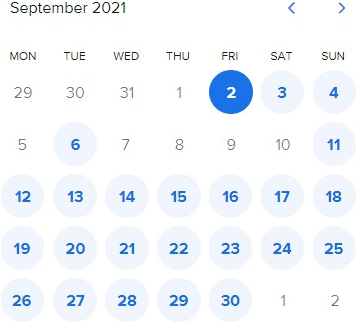 September 2021
MON TUE WED THU FRI SAT SUN
29 30 31 1 2 3 4
5 6 7 8 9 10 11
12 13 14 15 16 17 18
19 20 21 22 23 24 25
26 27 28 29 30 1 2